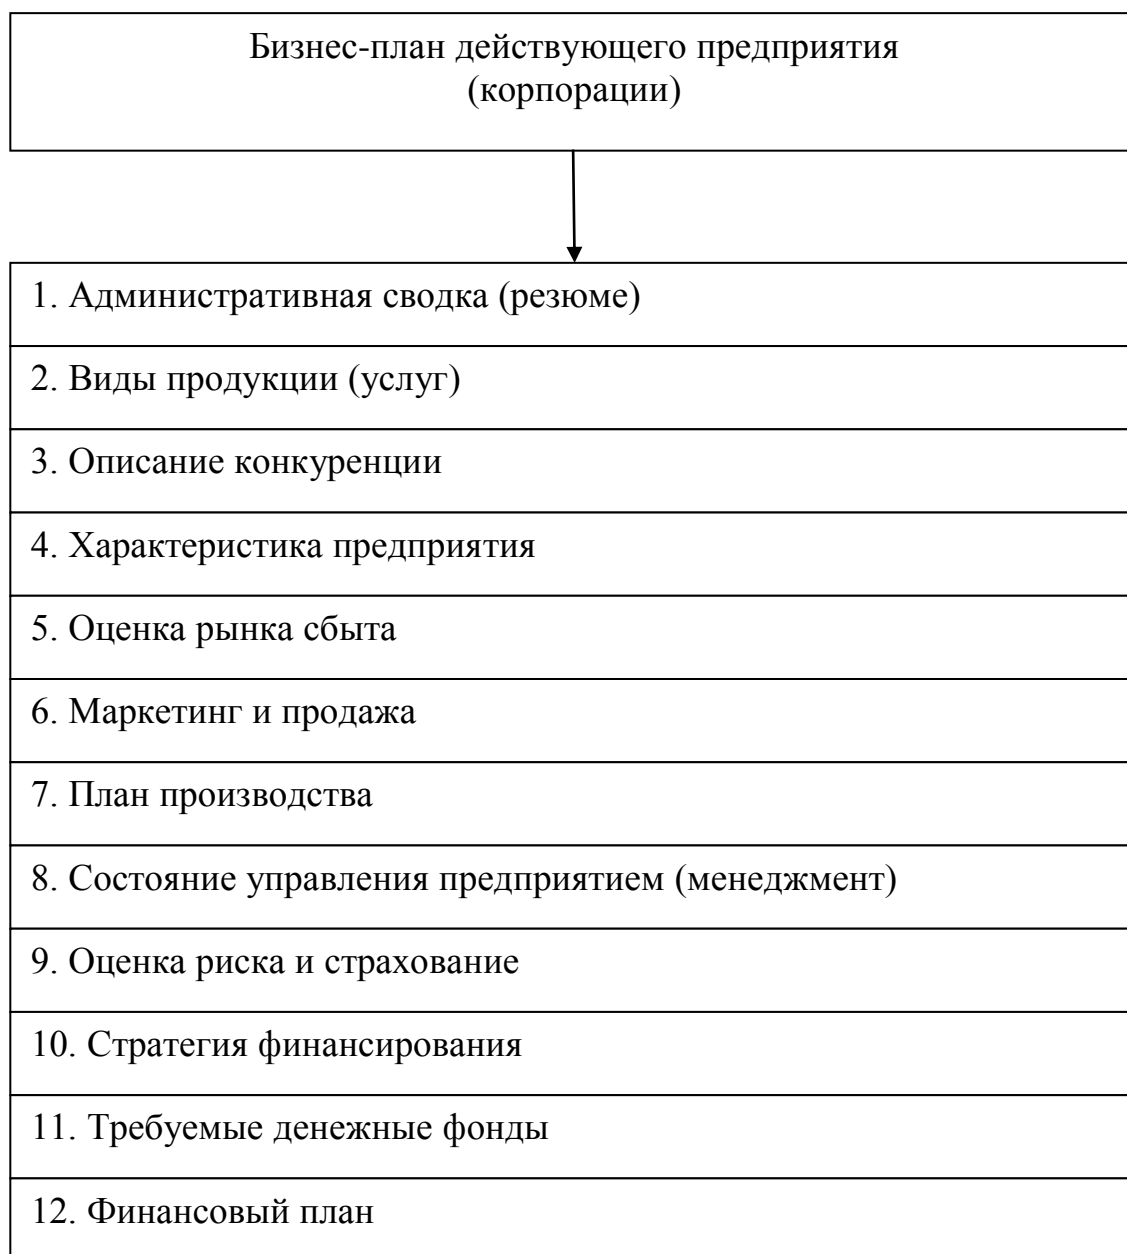 Бизнес-план действующего предприятия
(корпорации)
1. Административная сводка (резюме)
2. Виды продукции (услуг)
3. Описание конкуренции
4. Характеристика предприятия
5. Оценка рынка сбыта
6. Маркетинг и продажа
7. План производства
8. Состояние управления предприятием (менеджмент)
9. Оценка риска и страхование
10. Стратегия финансирования
11. Требуемые денежные фонды
12. Финансовый план